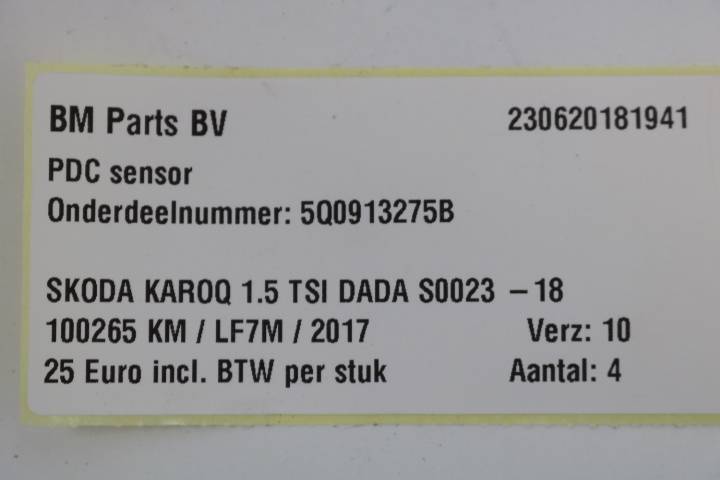 BM Parts BV 230620181941
PDC sensor
Onderdeelnummer: 5Q0913275B
SKODA KAROQ 1.5 TSI DADA S0023 – 18
100265 KM / LF7M / 2017 Verz: 10
25 Euro incl. BTW per stuk Aantal: 4